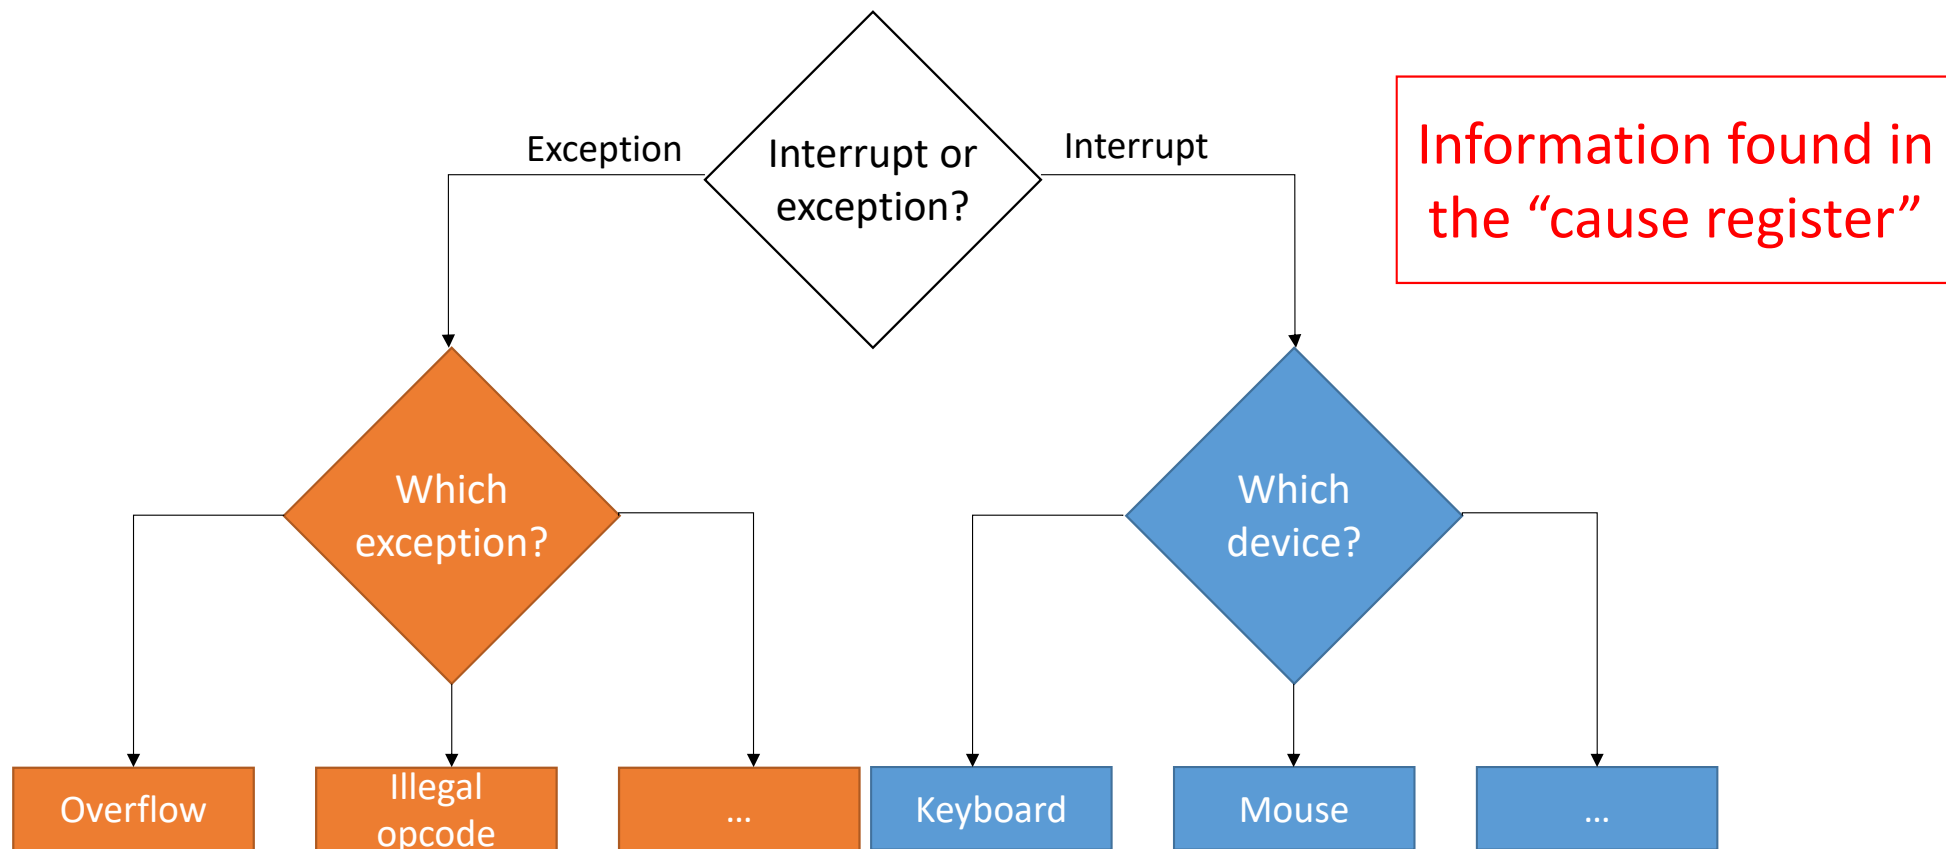 Exception
Interrupt or
exception?
Interrupt
Information found in
the “cause register”
Which
exception?
Which
device?
Overflow
Illegal
opcode
...
Keyboard
Mouse
...